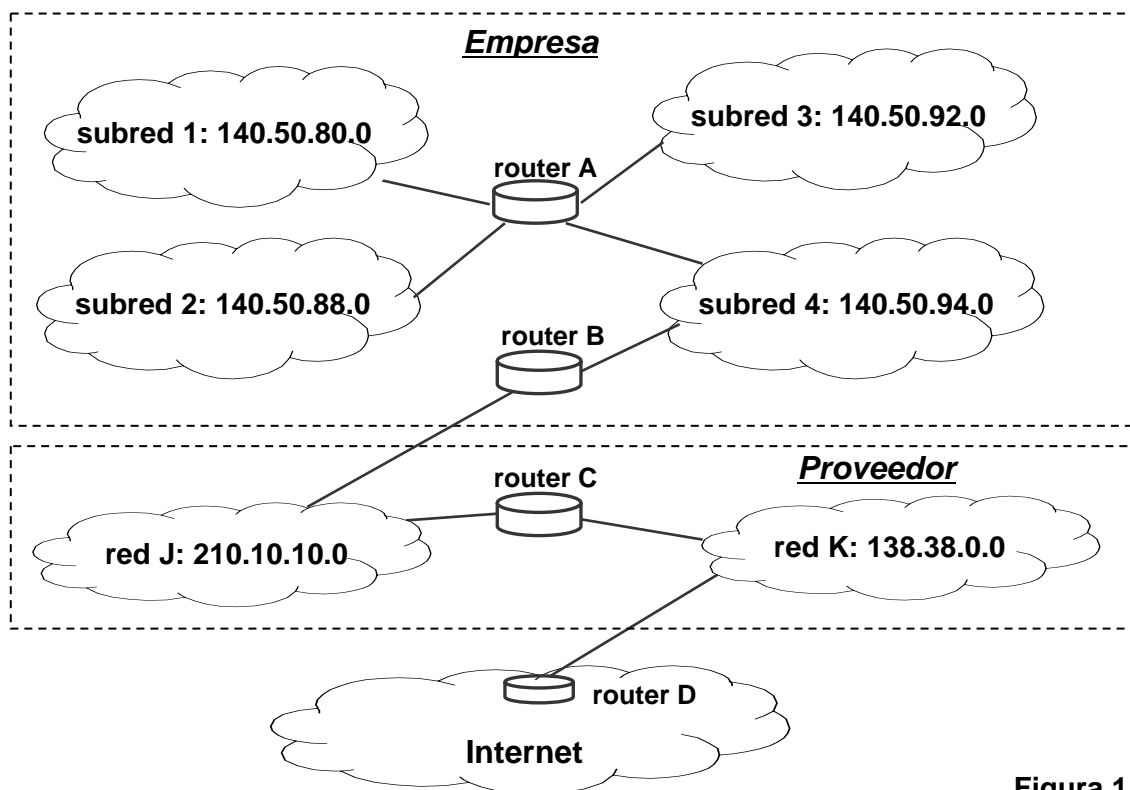 Empresa
subred 1: 140.50.80.0
subred 3: 140.50.92.0
router A
subred 2: 140.50.88.0
subred 4: 140.50.94.0
router B
Proveedor
router C
red J: 210.10.10.0
red K: 138.38.0.0
router D
Internet
Figura 1